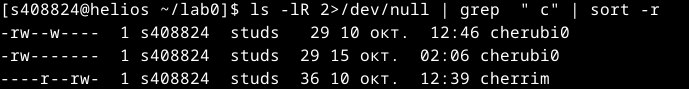 [s408824@helios ~/lab0]$ ls -lR 2>/dev/null | grep  " c" | sort -r
-rw--w----  1 s408824  studs   29 10 окт.  12:46 cherubi0
-rw-------  1 s408824  studs   29 15 окт.  02:06 cherubi0
----r--rw-  1 s408824  studs   36 10 окт.  12:39 cherrim